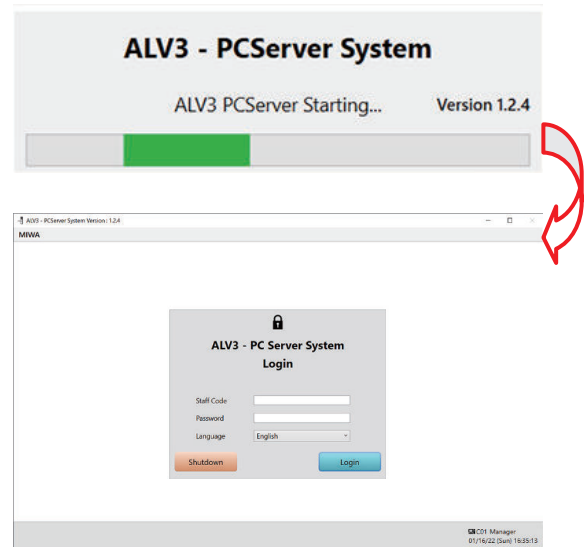 ALV3 - PCServer System
ALV3 PCServer Starting... Version 1.2.4
ALV3 - PCServer System Version: 1.2.4
MIWA
ALV3 - PC Server System
Login
Staff Code
Password
Language English
Shutdown Login
C01 Manager
01/16/22 (Sun) 16:35:13